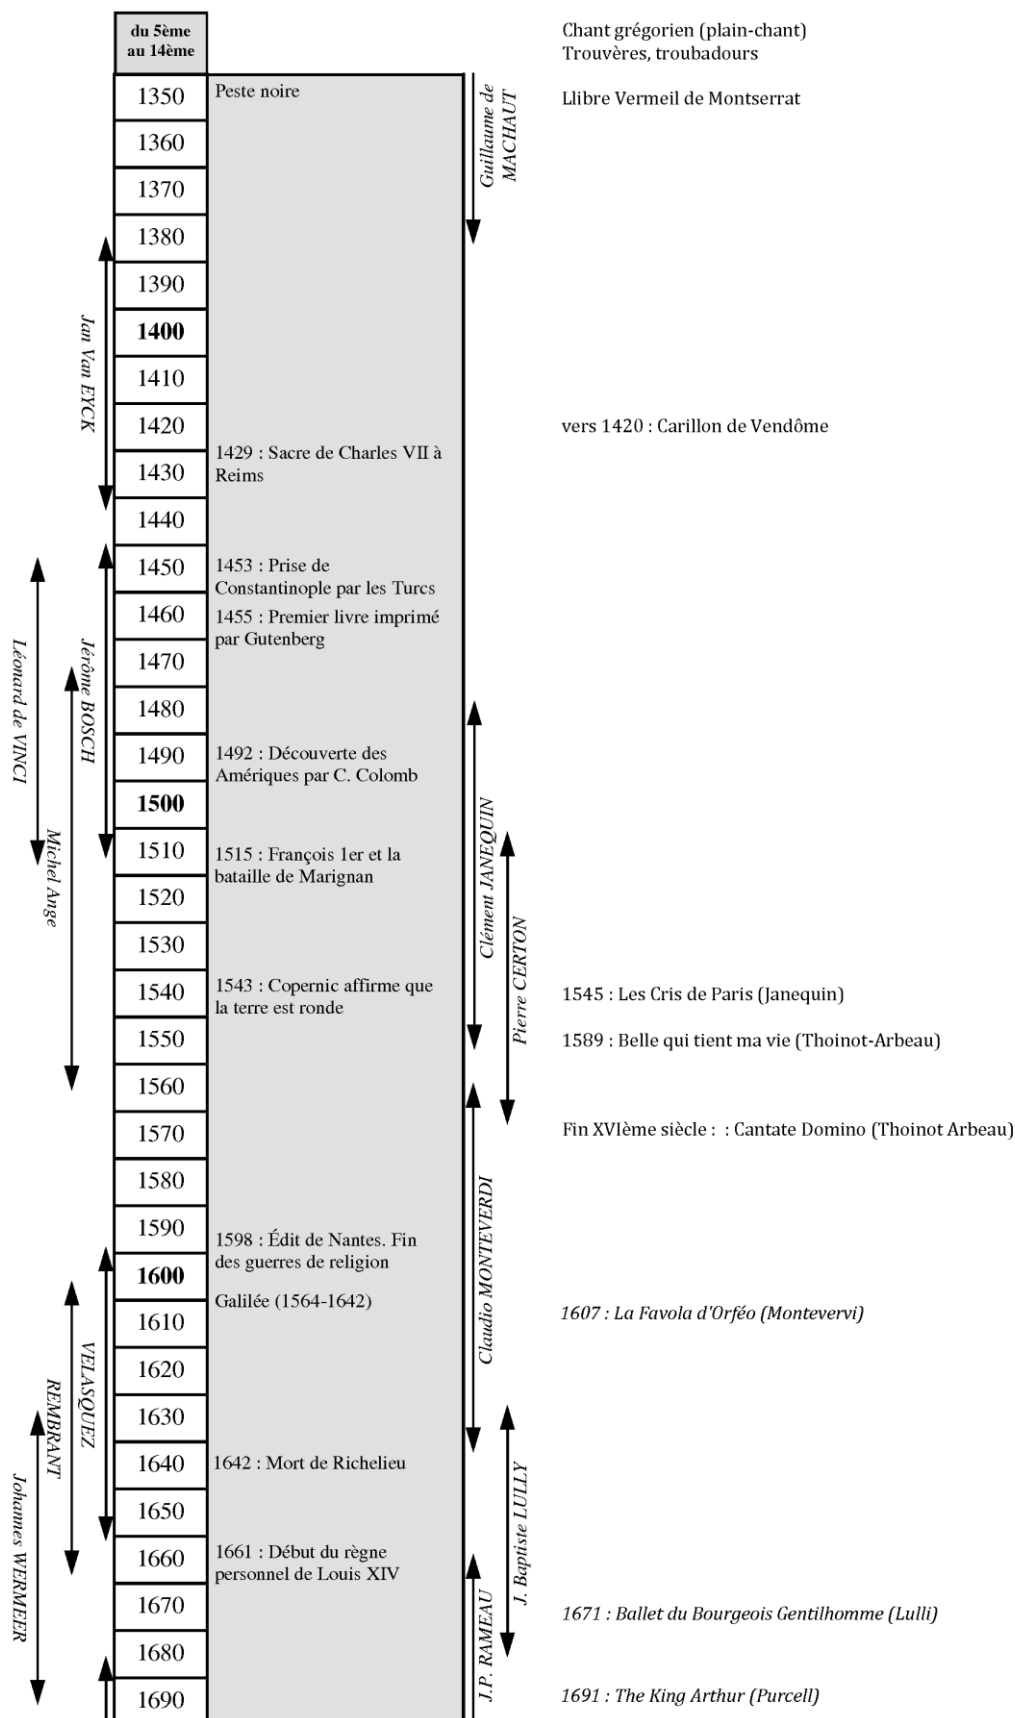 du 5ème
au 14ème
Chant grégorien (plain-chant)
Trouvères, troubadours
1350
Peste noire
Guillaume de
MACHAUT
Llibre Vermeil de Montserrat
1360
1370
1380
1390
Jan Van EYCK
1400
1410
1420
vers 1420 : Carillon de Vendôme
1429 : Sacre de Charles VII à
Reims
1430
1440
1450
1453 : Prise de
Constantinople par les Turcs
1460
1455 : Premier livre imprimé
par Gutenberg
Léonard de VINCI
Jérôme BOSCH
1470
1480
1490
1492 : Découverte des
Amériques par C. Colomb
1500
Michel Ange
1510
1515 : François 1er et la
bataille de Marignan
Clément JANEQUIN
1520
Pierre CERTON
1530
1540
1543 : Copernic affirme que
la terre est ronde
1545 : Les Cris de Paris (Janequin)
1550
1589 : Belle qui tient ma vie (Thoinot-Arbeau)
1560
1570
Fin XVIème siècle : : Cantate Domino (Thoinot Arbeau)
1580
1590
1598 : Édit de Nantes. Fin
des guerres de religion
Claudio MONTEVERDI
1600
Galilée (1564-1642)
1610
1607 : La Favola d'Orféo (Montevervi)
1620
VELASQUEZ
REMBRANT
1630
1640
1642 : Mort de Richelieu
Johannes WERMEER
J. Baptiste LULLY
1650
1660
1661 : Début du règne
personnel de Louis XIV
1670
J.P. RAMEAU
1671 : Ballet du Bourgeois Gentilhomme (Lulli)
1680
1690
1691 : The King Arthur (Purcell)